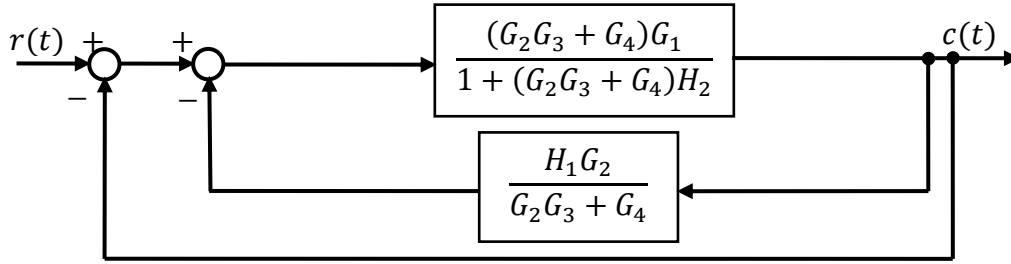 r(t) + + (G₂G₃ + G₄)G₁ c(t)
1 + (G₂G₃ + G₄)H₂
− −
H₁G₂
G₂G₃ + G₄